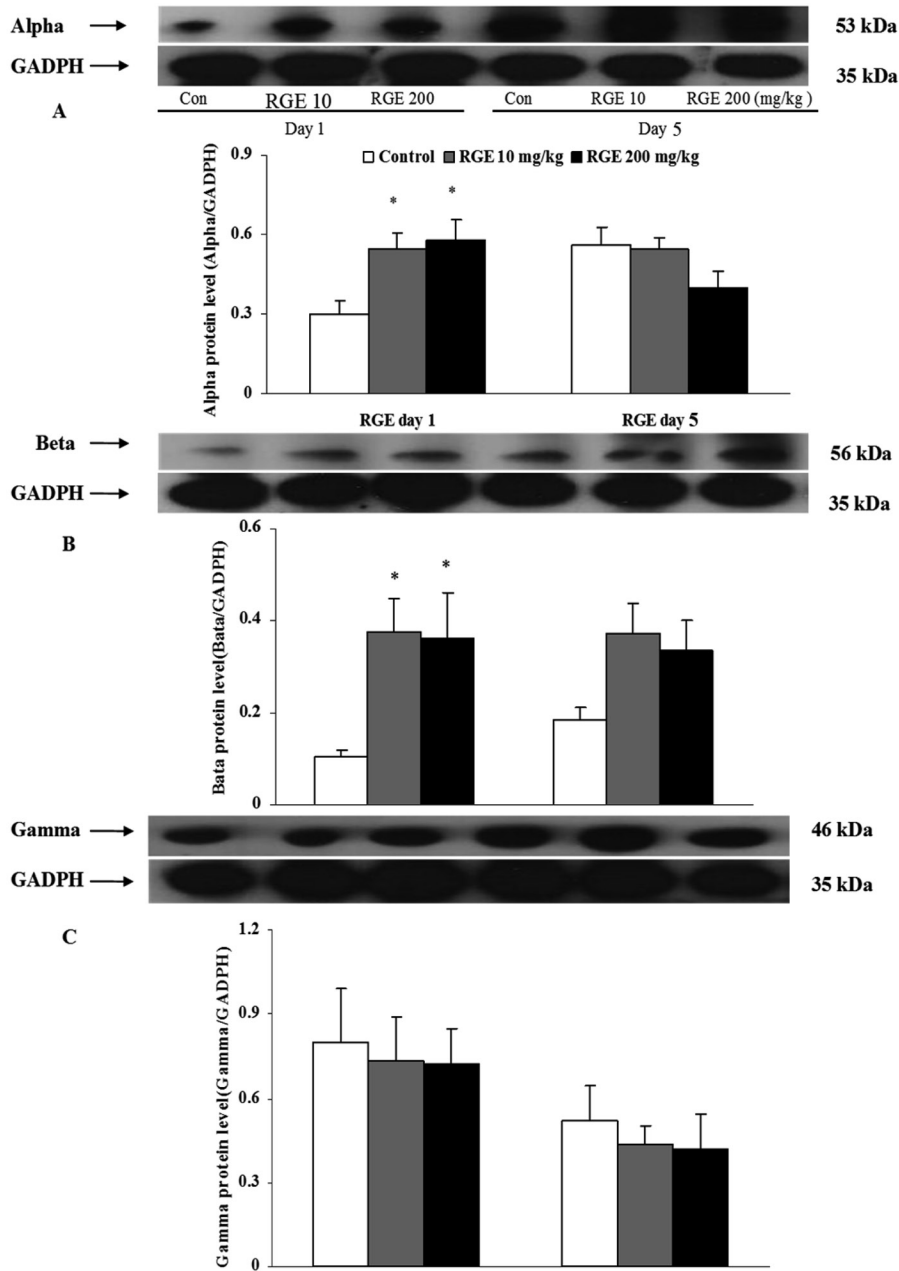 Alpha 53 kDa
GADPH 35 kDa
Con RGE 10 RGE 200 Con RGE 10 RGE 200 (mg/kg )
A
Day 1 Day 5
Control RGE 10 mg/kg RGE 200 mg/kg
Alpha protein level (Alpha/GADPH)
0.9
*
*
0.6
0.3
0
RGE day 1 RGE day 5
Beta 56 kDa
GADPH 35 kDa
B
Bata protein level(Bata/GADPH)
0.6
*
*
0.4
0.2
0
Gamma 46 kDa
GADPH 35 kDa
C
Gamma protein level(Gamma/GADPH)
1.2
0.9
0.6
0.3
0